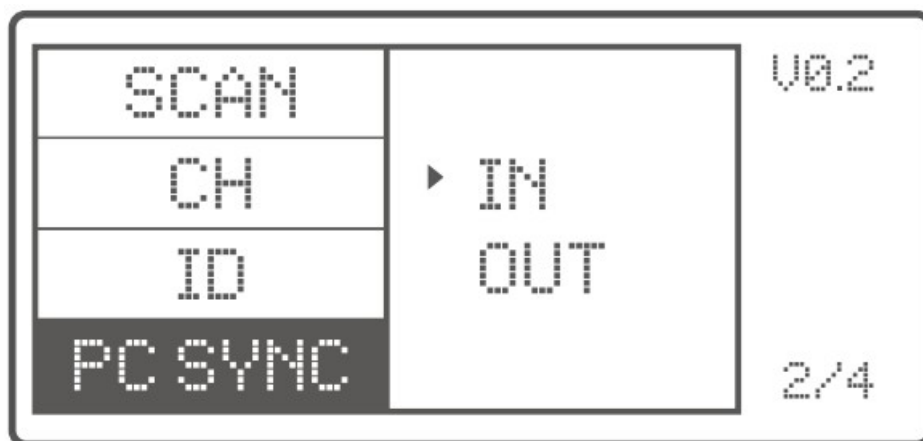 SCAN
CH
ID
PC SYNC
IN
OUT
V0.2
2/4